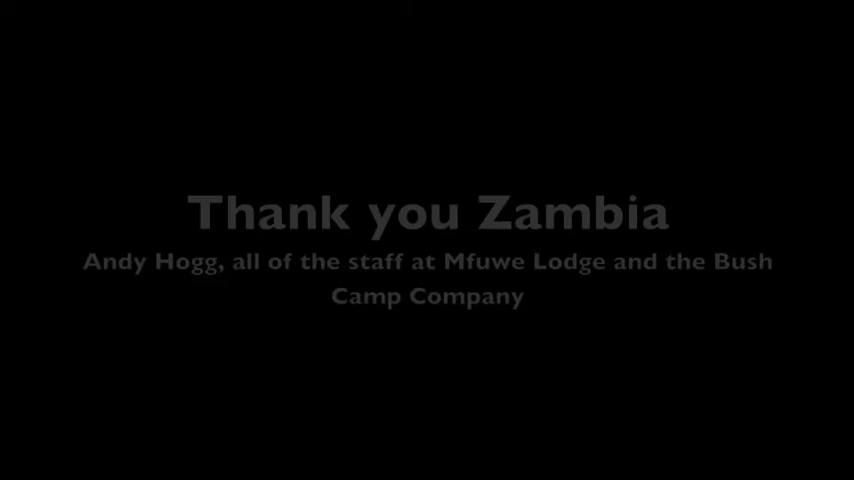 Thank you Zambia
Andy Hogg, all of the staff at Mfuwe Lodge and the Bush
Camp Company